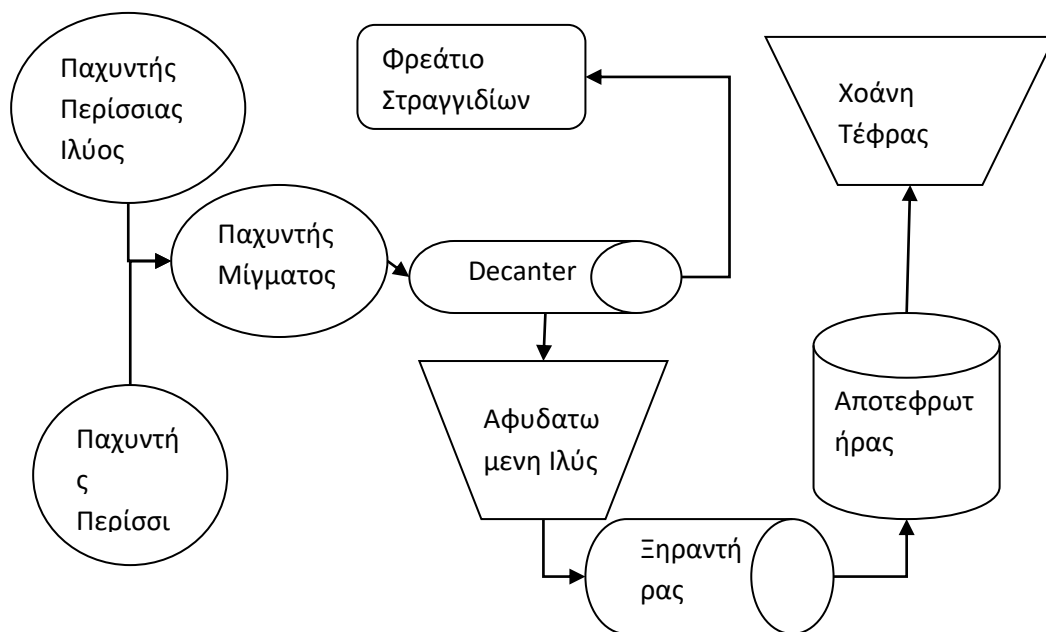 Παχυντής
Περίσσιας
Ιλύος
Φρεάτιο
Στραγγιδίων
Χοάνη
Τέφρας
Παχυντής
Μίγματος
Decanter
Αφυδατω
μενη Ιλύς
Αποτεφρωτ
ήρας
Παχυντή
ς
Περίσσι
Ξηραντή
ρας